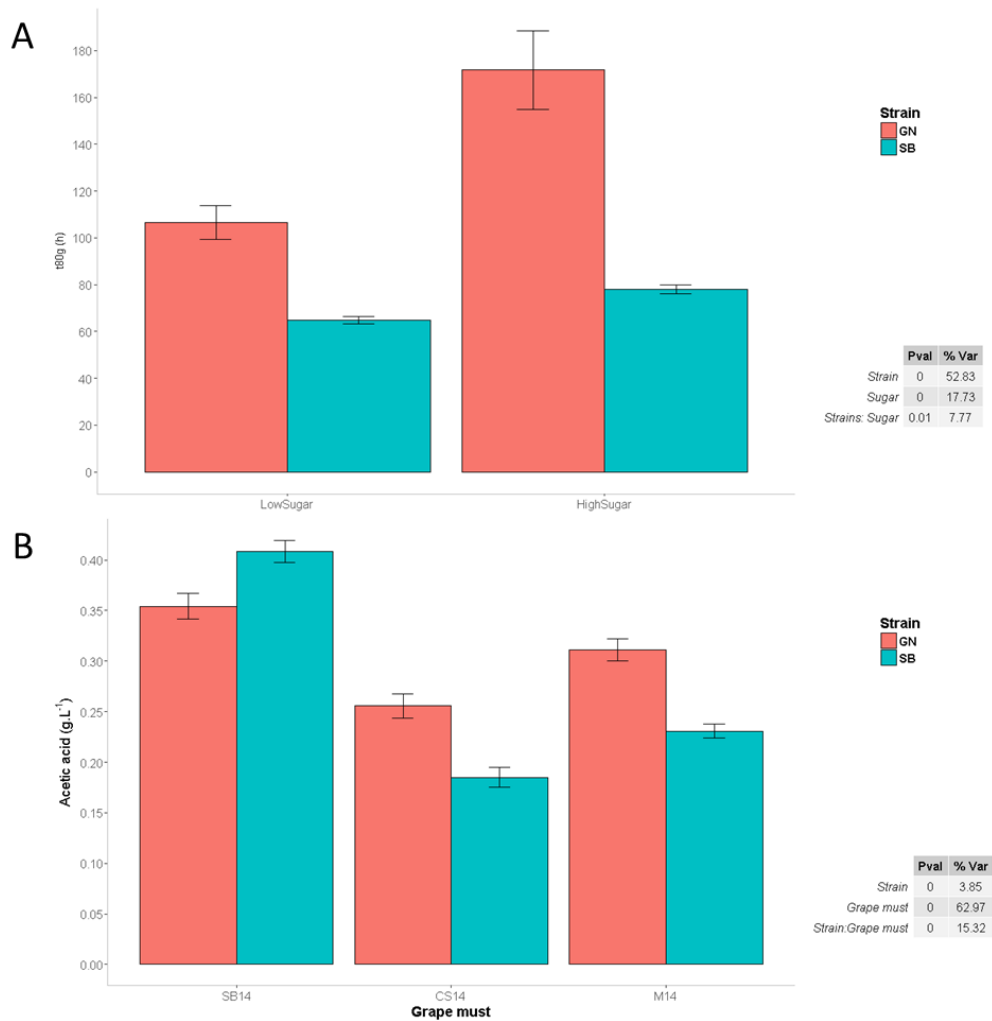 A
t80g (h)
180
160
140
120
100
80
60
40
20
0
LowSugar HighSugar
Strain
GN
SB
Pval % Var
Strain 0 52.83
Sugar 0 17.73
Strains: Sugar 0.01 7.77
B
Acetic acid (g.L-1)
0.40
0.35
0.30
0.25
0.20
0.15
0.10
0.05
0.00
SB14 CS14 M14
Grape must
Strain
GN
SB
Pval % Var
Strain 0 3.85
Grape must 0 62.97
Strain:Grape must 0 15.32